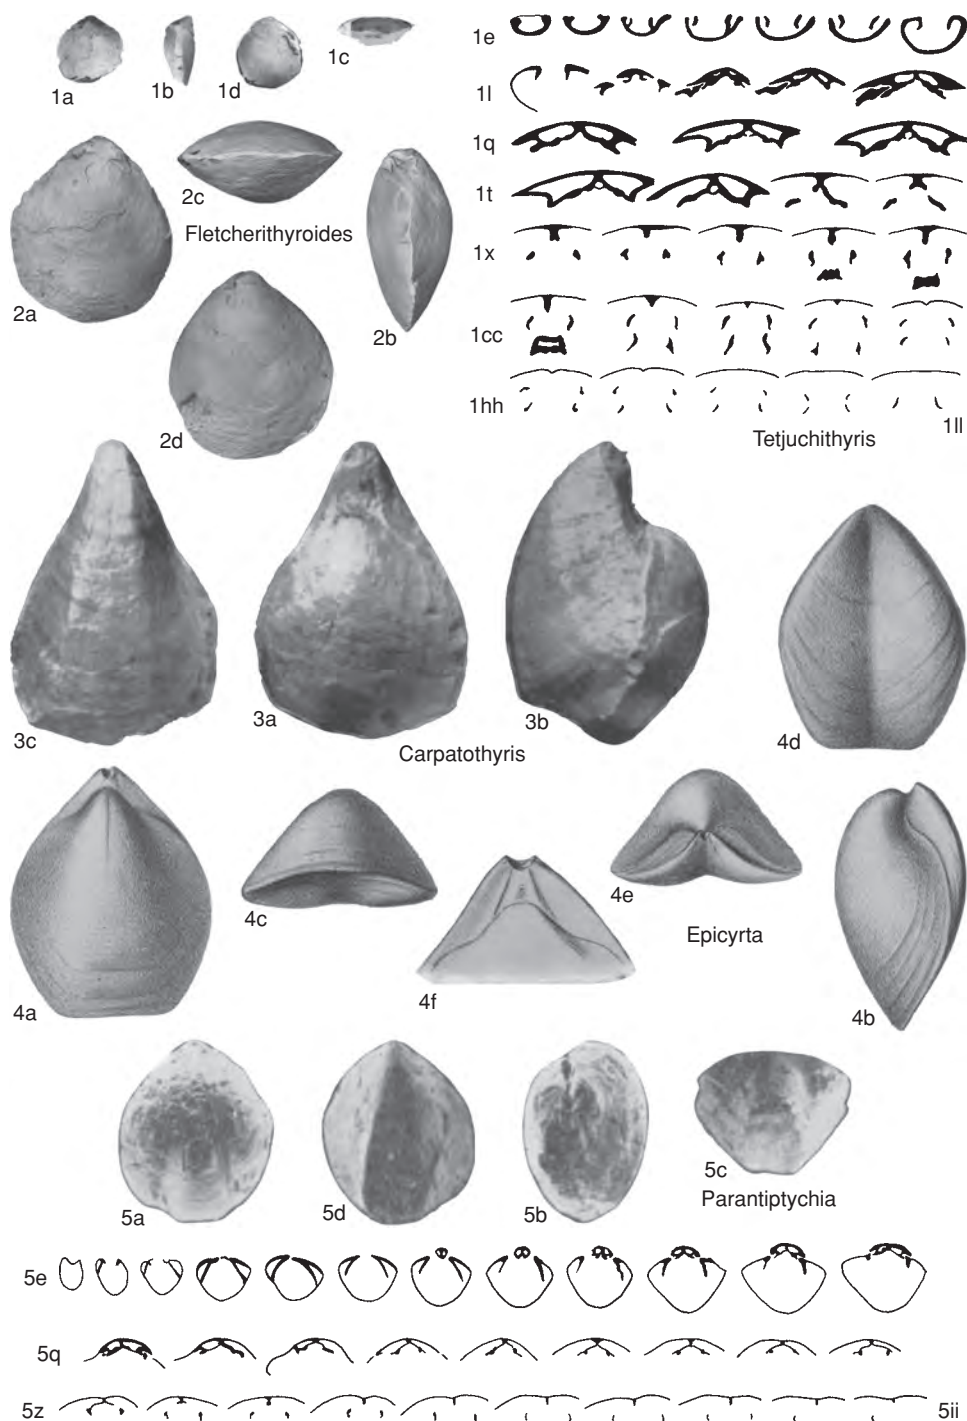 1a
1b
1d
1c
1e
1l
1q
1t
1x
1cc
1hh
1ll
Tetjuchithyris
2a
2c
Fletcherithyroides
2b
2d
3c
3a
3b
Carpatothyris
4d
4a
4c
4f
4e
Epicyrta
4b
5a
5d
5b
5c
Parantiptychia
5e
5q
5z
5ii